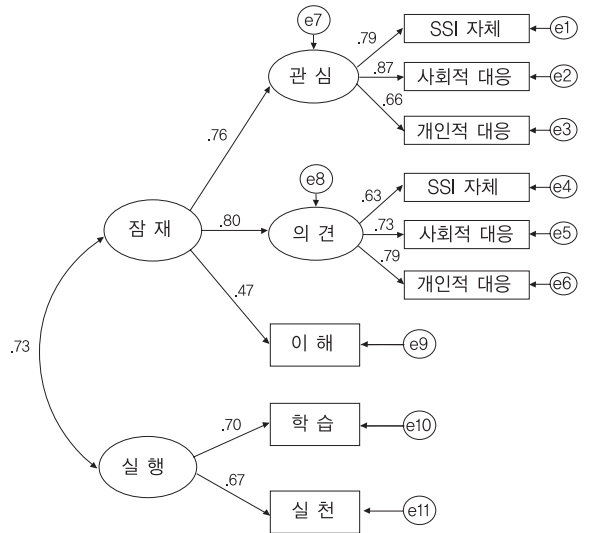 e7
.79
SSI 자체
e1
관 심
.87
사회적 대응
e2
.66
개인적 대응
e3
.76
e8
.63
SSI 자체
e4
잠 재
.80
의 견
.73
사회적 대응
e5
.79
개인적 대응
e6
.47
이 해
e9
.73
.70
학 습
e10
실 행
.67
실 천
e11